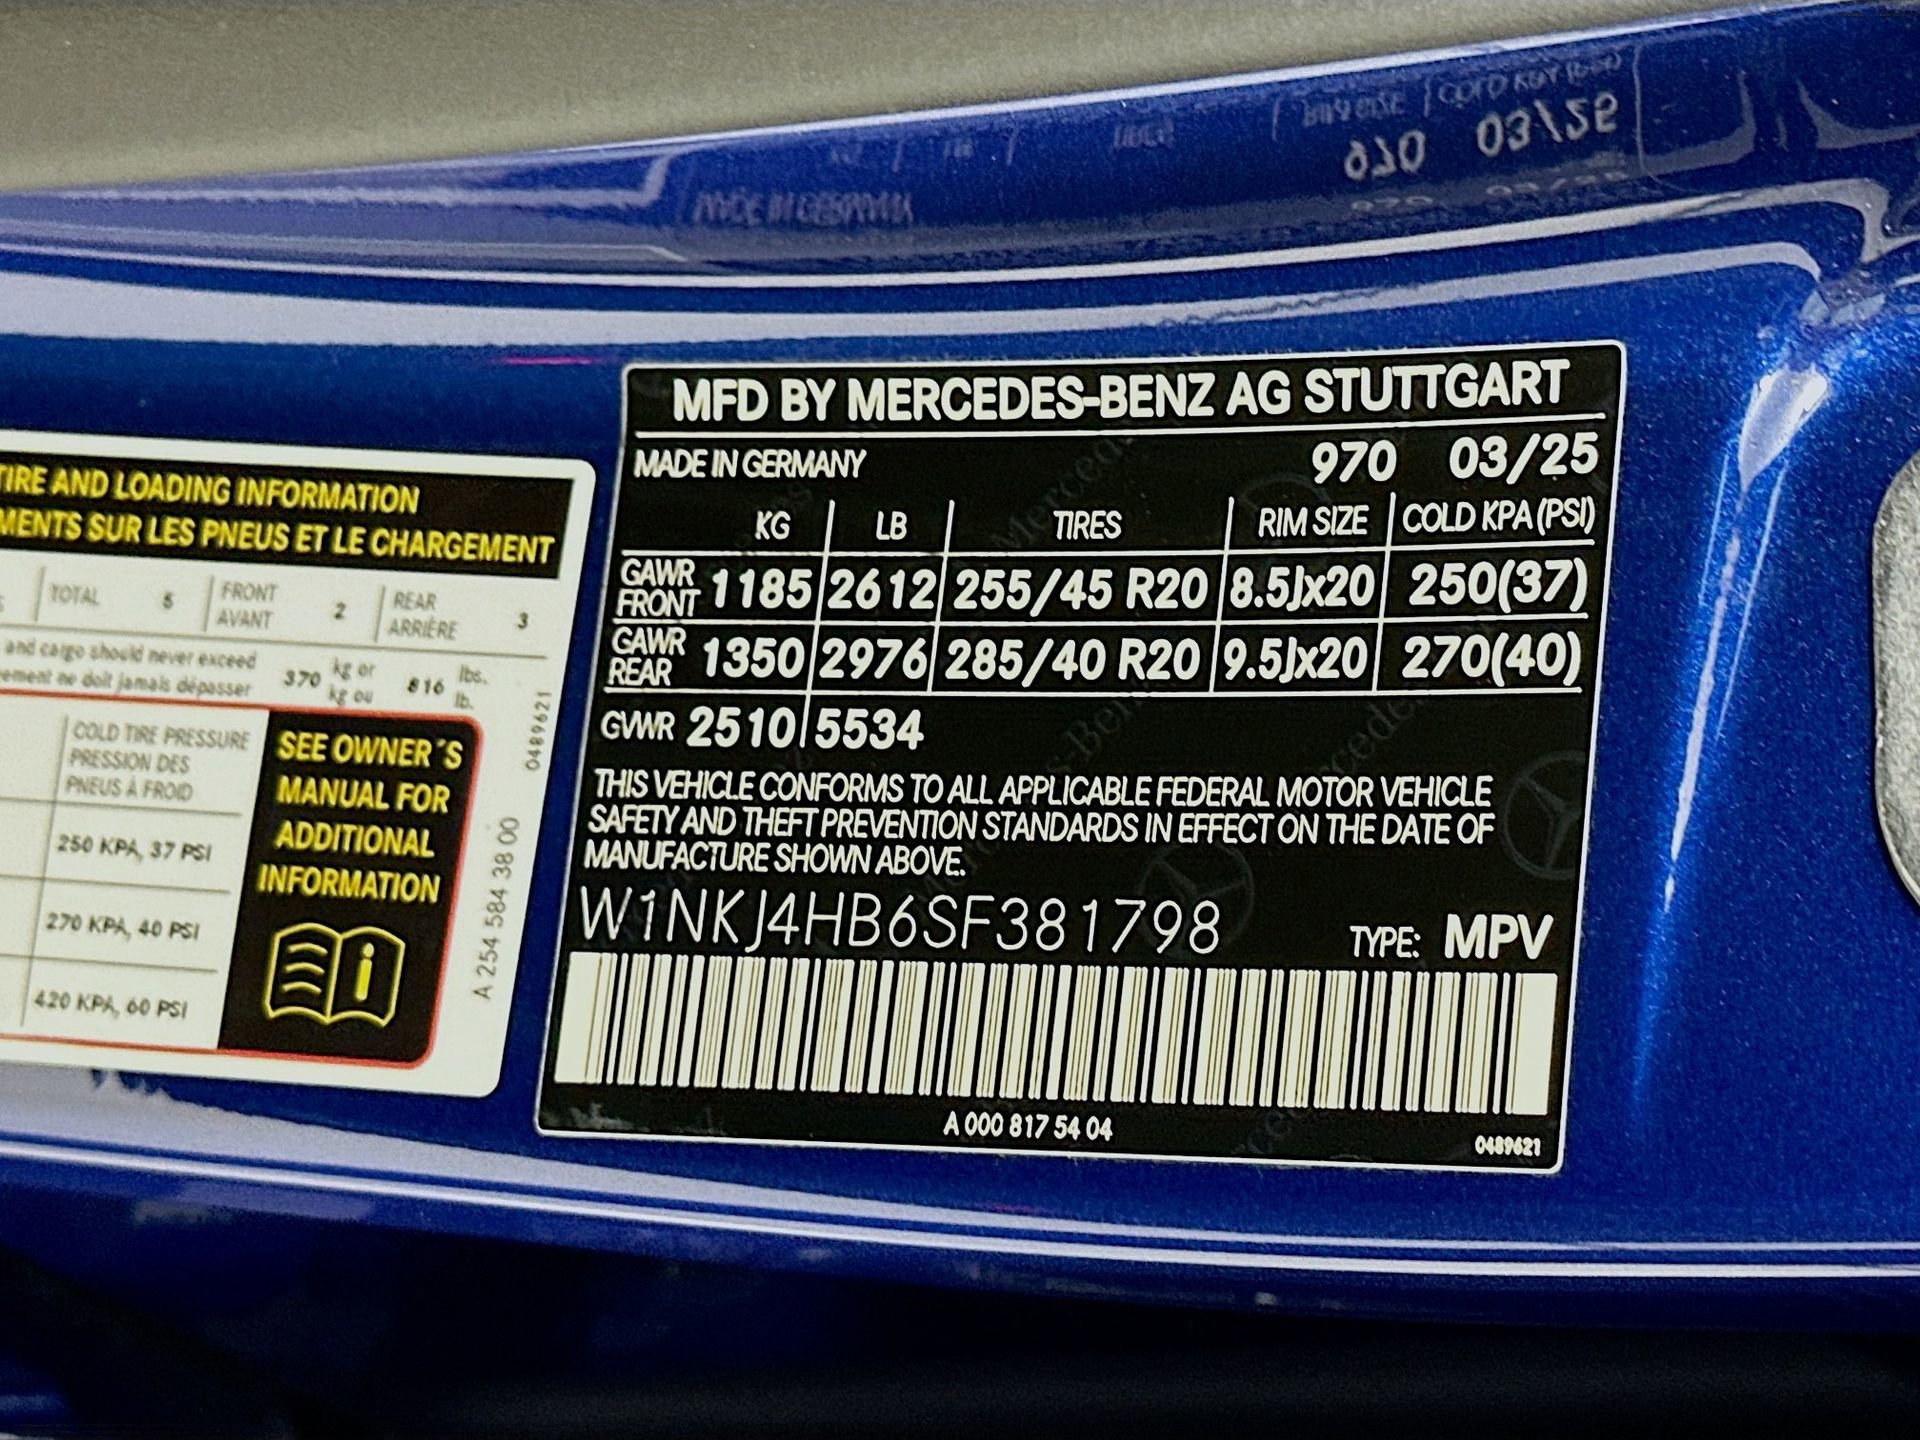 TIRE AND LOADING INFORMATION
MENTS SUR LES PNEUS ET LE CHARGEMENT
TOTAL 5 FRONT AVANT 2 REAR ARRIÈRE 3
and cargo should never exceed 370 kg or 816 lbs.
ement ne doit jamais dépasser kg ou lb.
COLD TIRE PRESSURE
PRESSION DES
PNEUS À FROID
250 KPA, 37 PSI
270 KPA, 40 PSI
420 KPA, 60 PSI
SEE OWNER´S
MANUAL FOR
ADDITIONAL
INFORMATION
0489621
A 254 584 38 00
MFD BY MERCEDES-BENZ AG STUTTGART
MADE IN GERMANY 970 03/25
KG LB TIRES RIM SIZE COLD KPA(PSI)
GAWR FRONT 1185 2612 255/45 R20 8.5Jx20 250(37)
GAWR REAR 1350 2976 285/40 R20 9.5Jx20 270(40)
GVWR 2510 5534
THIS VEHICLE CONFORMS TO ALL APPLICABLE FEDERAL MOTOR VEHICLE
SAFETY AND THEFT PREVENTION STANDARDS IN EFFECT ON THE DATE OF
MANUFACTURE SHOWN ABOVE.
W1NKJ4HB6SF381798 TYPE: MPV
A 000 817 54 04
0489621